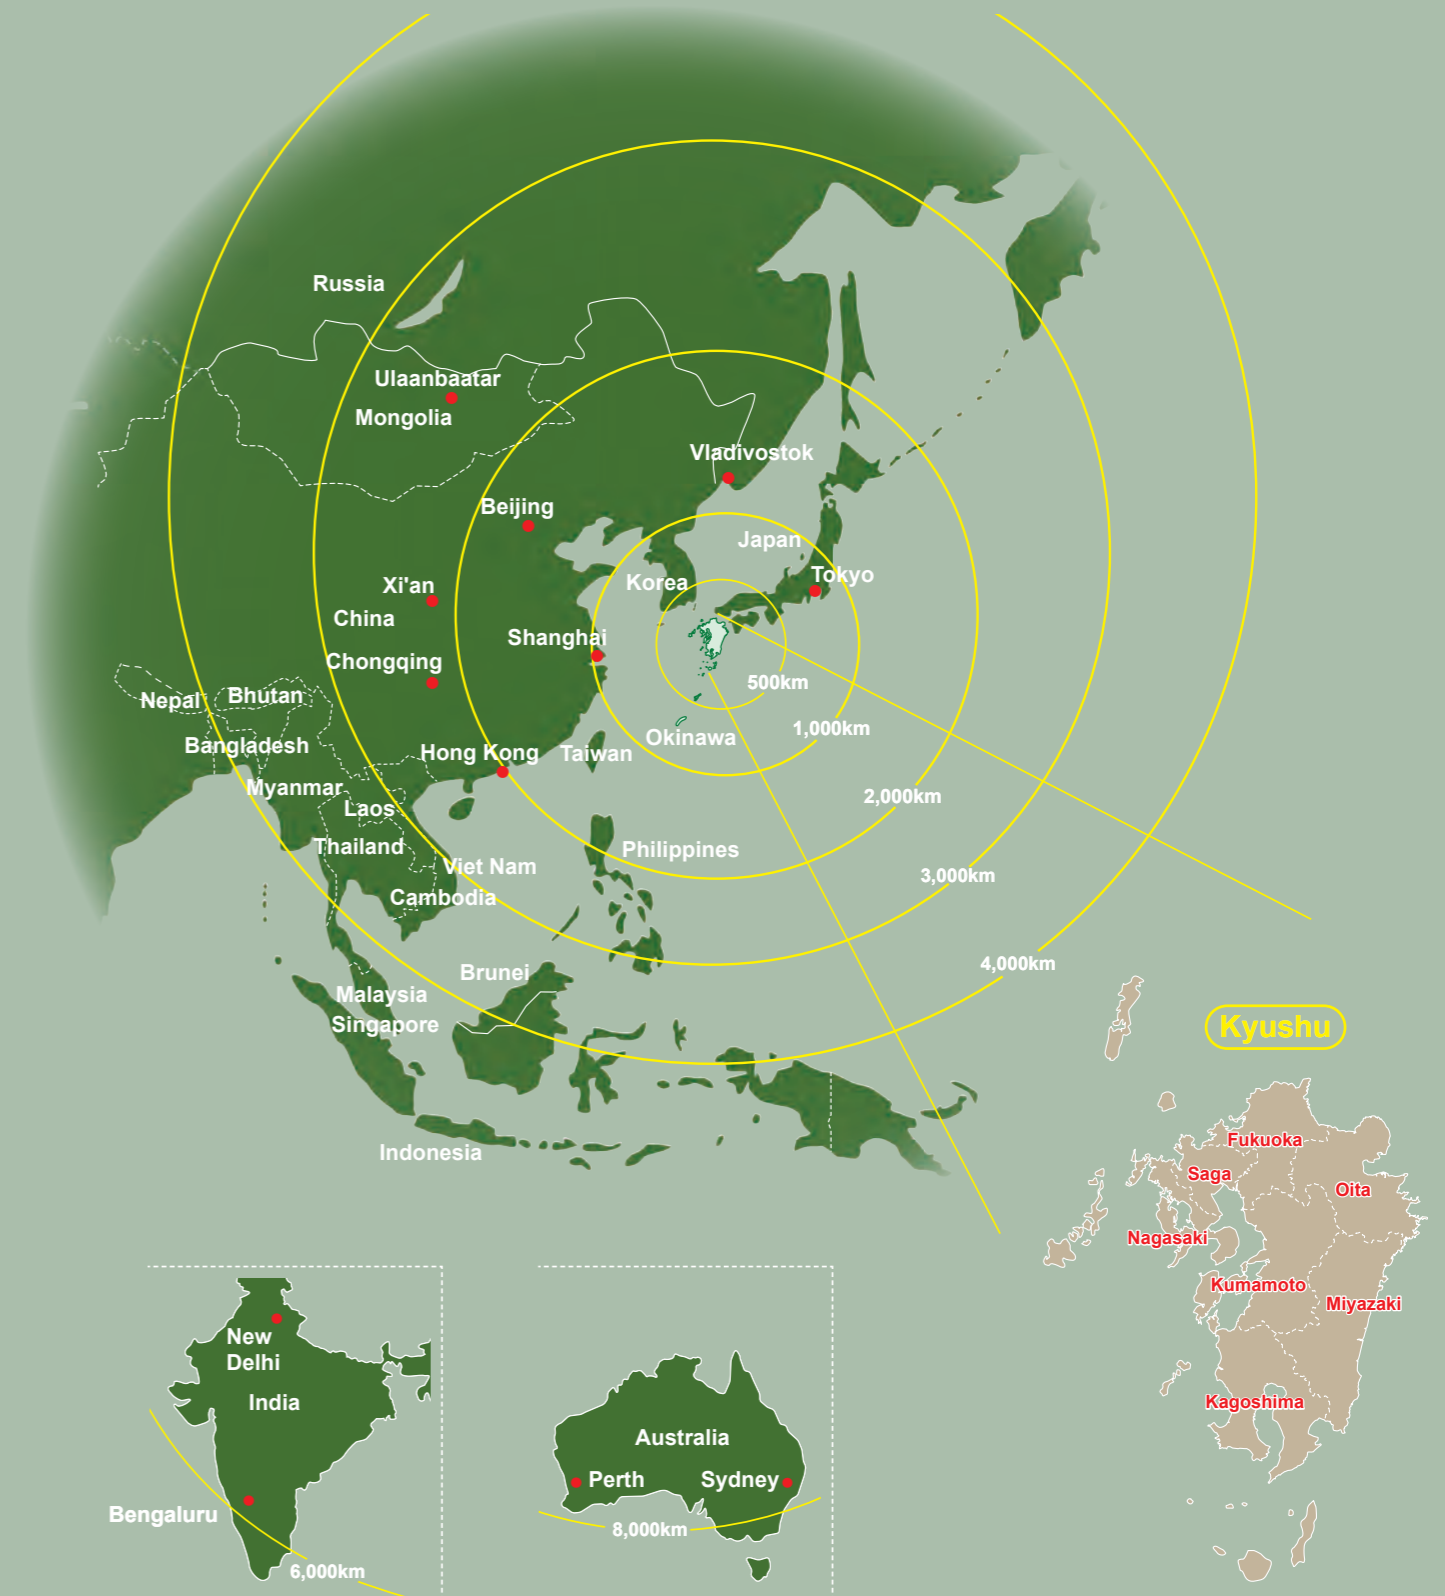 Russia
Ulaanbaatar
Mongolia
Vladivostok
Beijing
Japan
Tokyo
Korea
Xi'an
China
Shanghai
Chongqing
500km
Nepal
Bhutan
1,000km
Okinawa
Bangladesh
Hong Kong
Taiwan
Myanmar
2,000km
Laos
Thailand
Philippines
Viet Nam
3,000km
Cambodia
4,000km
Brunei
Malaysia
Singapore
Indonesia
Kyushu
Fukuoka
Saga
Oita
Nagasaki
Kumamoto
Miyazaki
Kagoshima
New
Delhi
India
Bengaluru
6,000km
Australia
Perth
Sydney
8,000km